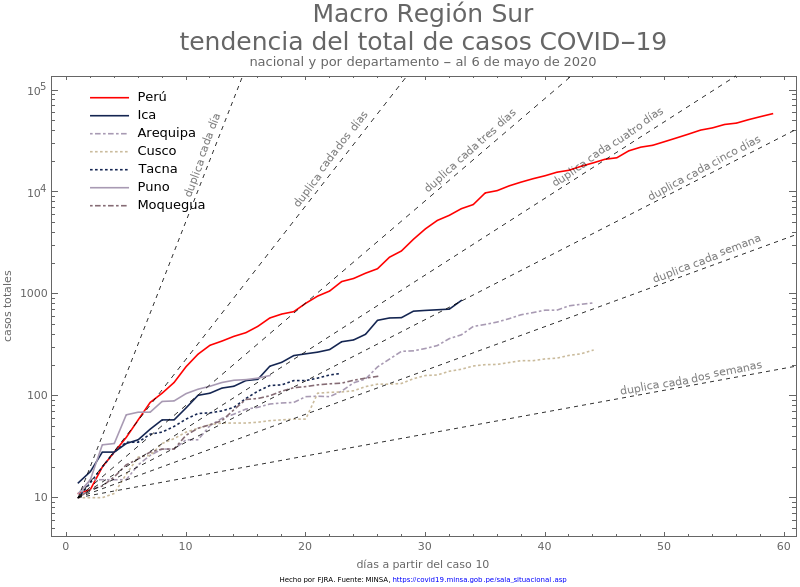 Macro Región Sur
tendencia del total de casos COVID−19
nacional y por departamento − al 6 de mayo de 2020
Perú
Ica
Arequipa
Cusco
Tacna
Puno
Moquegua
duplica cada día
duplica cada dos días
duplica cada tres días
duplica cada cuatro días
duplica cada cinco días
duplica cada semana
duplica cada dos semanas
casos totales
10⁵
10⁴
1000
100
10
0 10 20 30 40 50 60
días a partir del caso 10
Hecho por FJRA. Fuente: MINSA, https://covid19.minsa.gob.pe/sala_situacional.asp